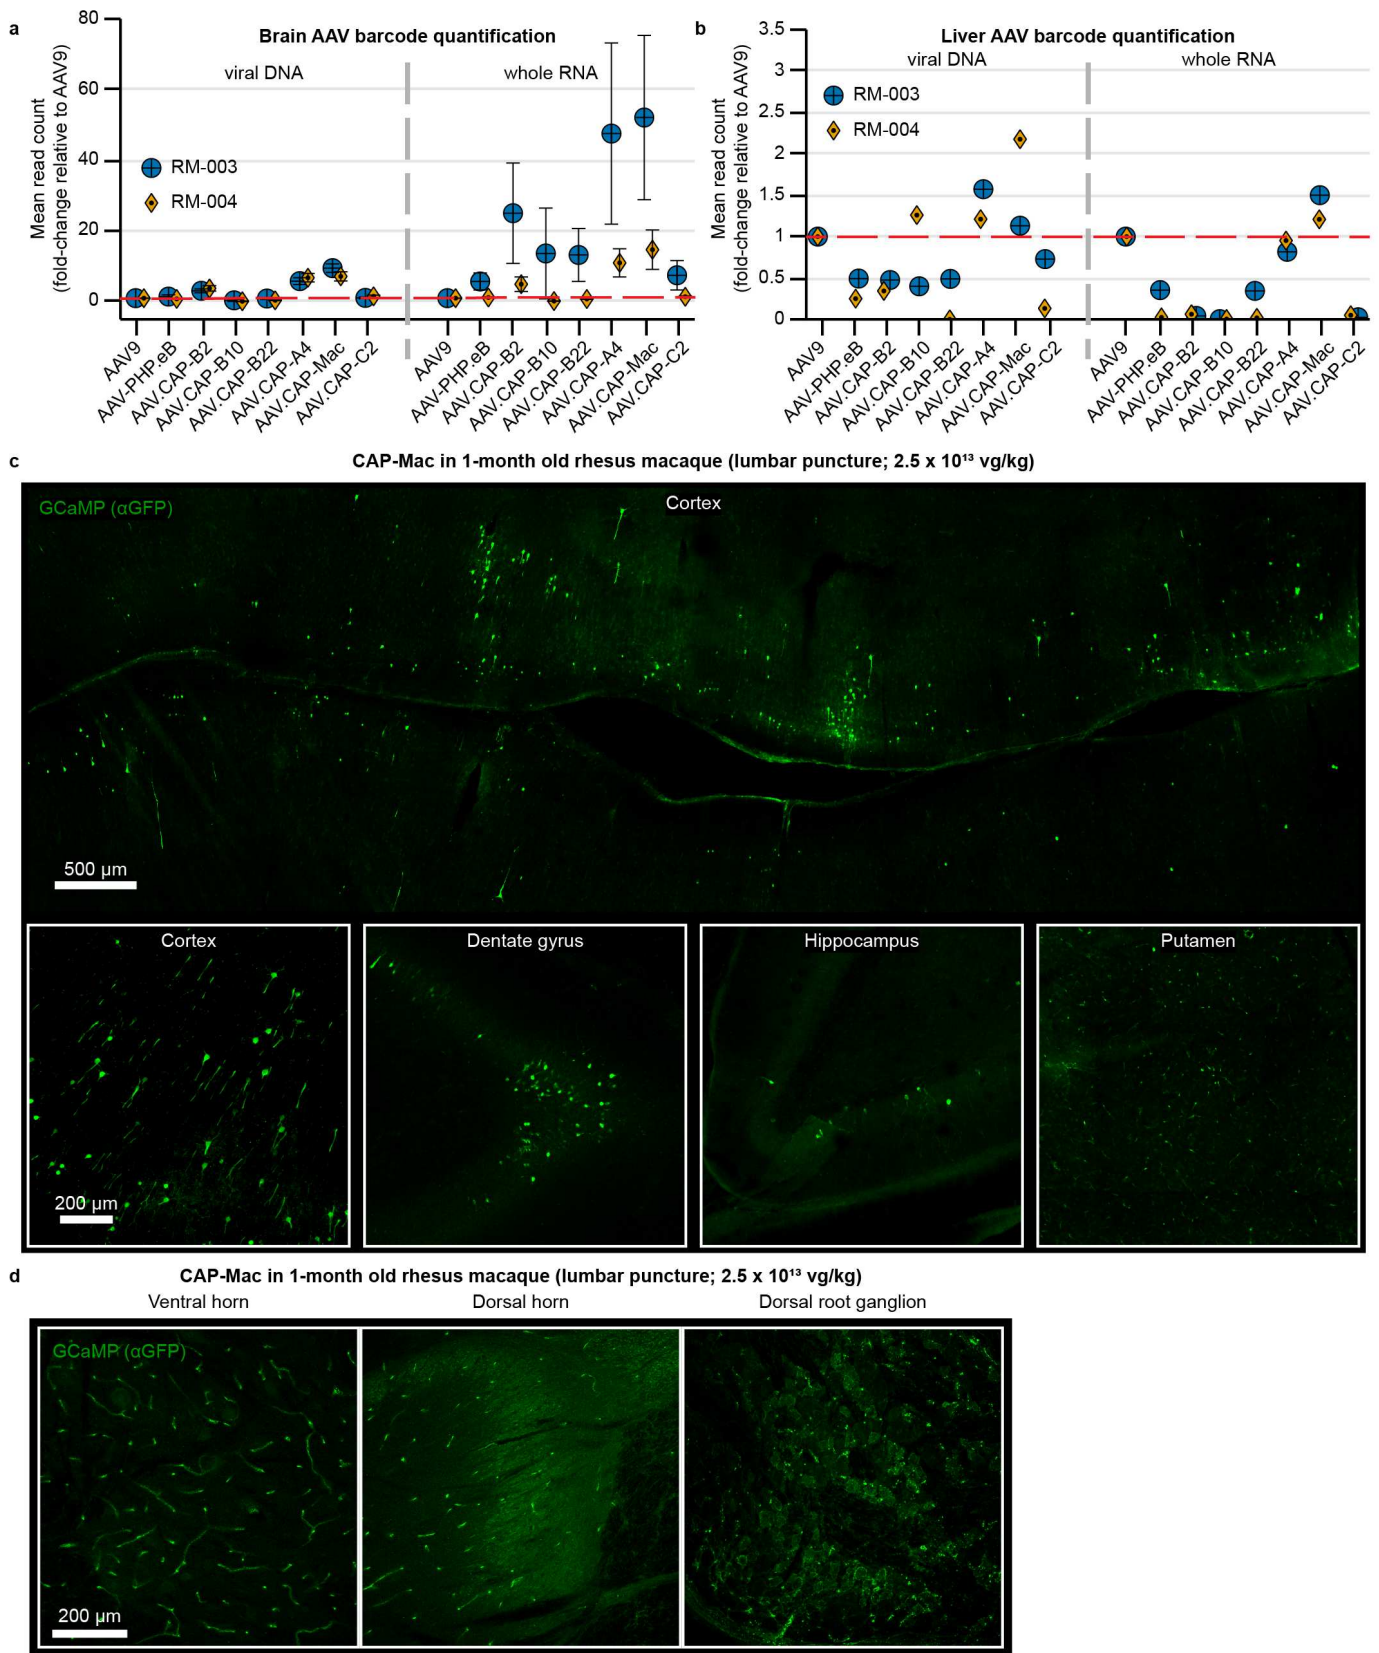 a
Brain AAV barcode quantification
viral DNA
whole RNA
Mean read count
(fold-change relative to AAV9)
80
60
40
20
0
RM-003
RM-004
AAV9
AAV-PHP.eB
AAV.CAP-B2
AAV.CAP-B10
AAV.CAP-B22
AAV.CAP-A4
AAV.CAP-Mac
AAV.CAP-C2
AAV9
AAV-PHP.eB
AAV.CAP-B2
AAV.CAP-B10
AAV.CAP-B22
AAV.CAP-A4
AAV.CAP-Mac
AAV.CAP-C2
b
Liver AAV barcode quantification
viral DNA
whole RNA
Mean read count
(fold-change relative to AAV9)
3.5
3
2.5
2
1.5
1
0.5
0
RM-003
RM-004
AAV9
AAV-PHP.eB
AAV.CAP-B2
AAV.CAP-B10
AAV.CAP-B22
AAV.CAP-A4
AAV.CAP-Mac
AAV.CAP-C2
AAV9
AAV-PHP.eB
AAV.CAP-B2
AAV.CAP-B10
AAV.CAP-B22
AAV.CAP-A4
AAV.CAP-Mac
AAV.CAP-C2
c
CAP-Mac in 1-month old rhesus macaque (lumbar puncture; 2.5 x 10¹³ vg/kg)
GCaMP (αGFP)
Cortex
500 µm
Cortex
Dentate gyrus
Hippocampus
Putamen
200 µm
d
CAP-Mac in 1-month old rhesus macaque (lumbar puncture; 2.5 x 10¹³ vg/kg)
Ventral horn
Dorsal horn
Dorsal root ganglion
GCaMP (αGFP)
200 µm